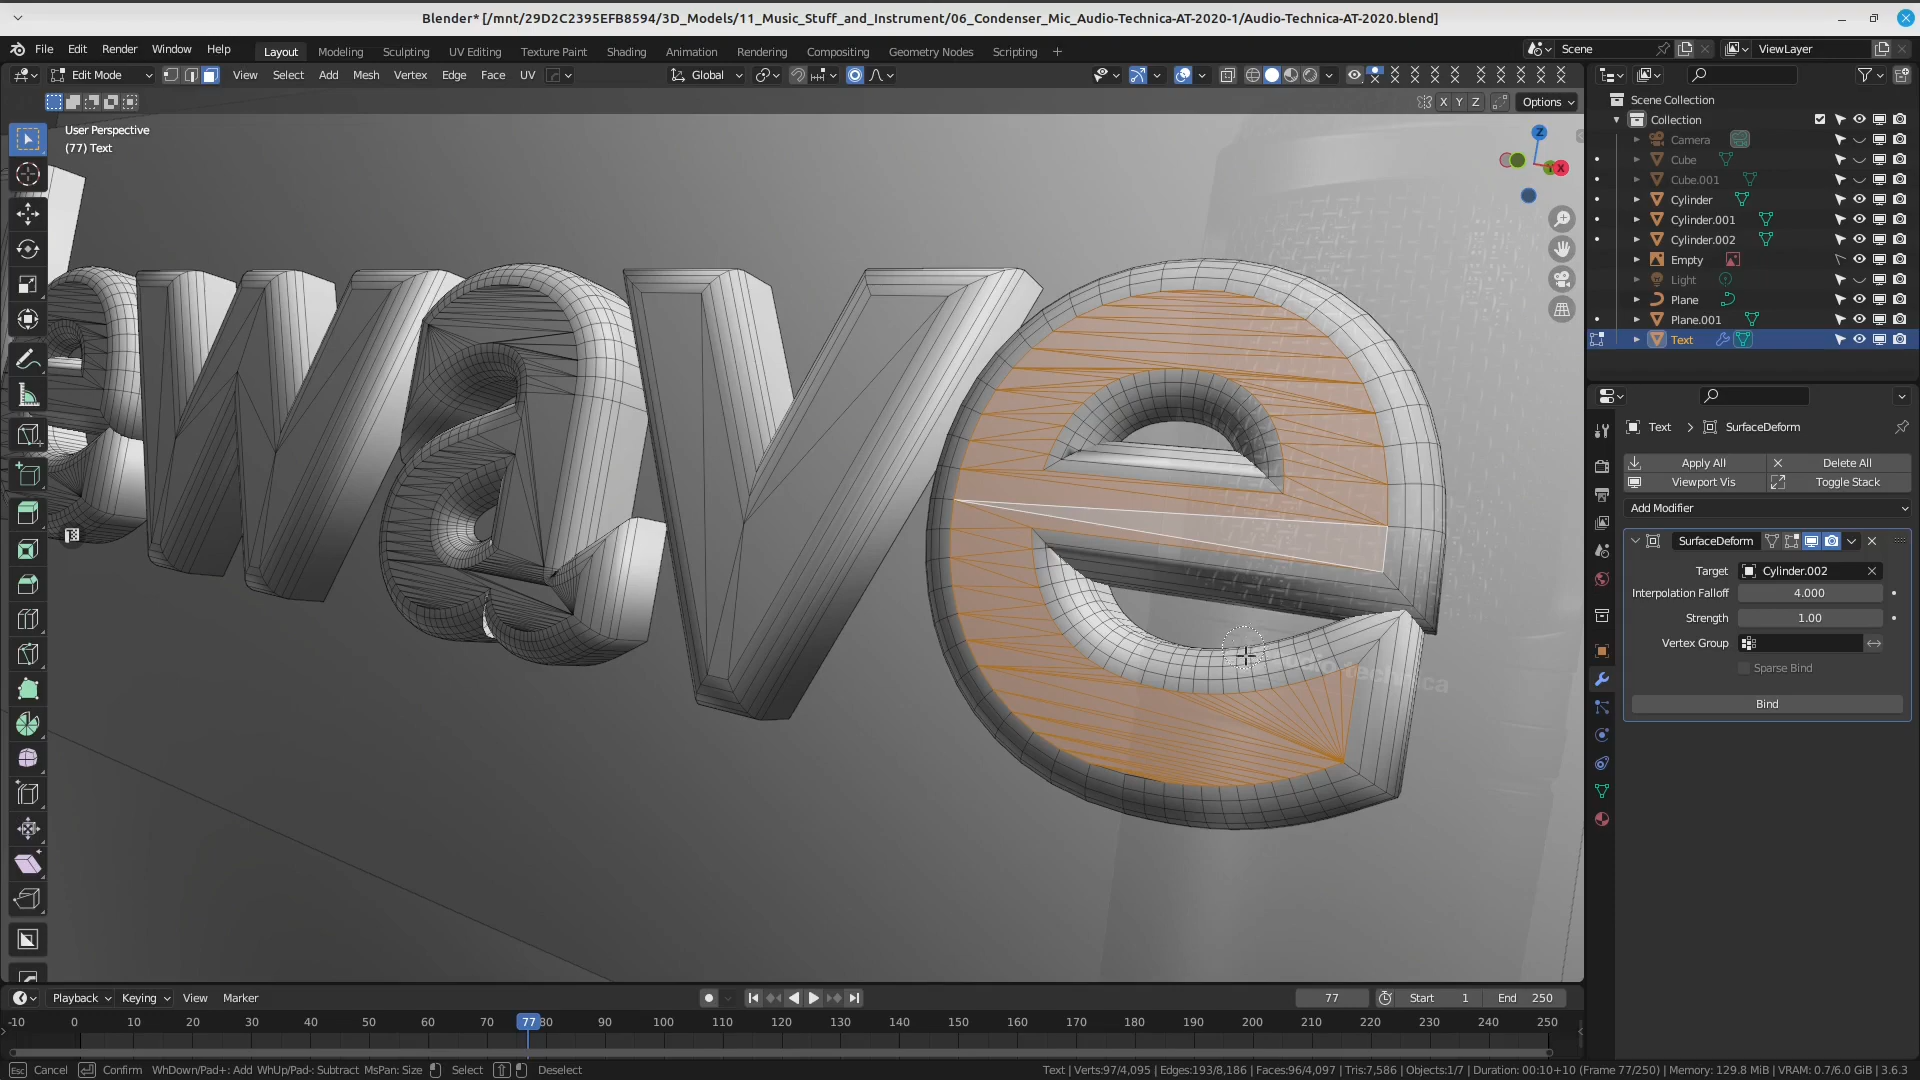 Blender* [/mnt/29D2C2395EFB8594/3D_Models/11_Music_Stuff_and_Instrument/06_Condenser_Mic_Audio-Technica-AT-2020-1/Audio-Technica-AT-2020.blend]
File Edit Render Window Help Layout Modeling Sculpting UV Editing Texture Paint Shading Animation Rendering Compositing Geometry Nodes Scripting + Scene ViewLayer
Edit Mode View Select Add Mesh Vertex Edge Face UV Global
X Y Z Options
User Perspective
(77) Text
Z
X
ewave
Scene Collection
Collection
Camera
Cube
Cube.001
Cylinder
Cylinder.001
Cylinder.002
Empty
Light
Plane
Plane.001
Text
Text > SurfaceDeform
Apply All Delete All
Viewport Vis Toggle Stack
Add Modifier
SurfaceDeform
Target Cylinder.002
Interpolation Falloff 4.000
Strength 1.00
Vertex Group
Sparse Bind
Bind
Playback Keying View Marker 77 Start 1 End 250
-10 0 10 20 30 40 50 60 70 77 80 90 100 110 120 130 140 150 160 170 180 190 200 210 220 230 240 250
Esc Cancel Confirm WhDown/Pad+: Add WhUp/Pad-: Subtract MsPan: Size Select Deselect Text | Verts:97/4,095 | Edges:193/8,186 | Faces:96/4,097 | Tris:7,586 | Objects:1/7 | Duration: 00:10+10 (Frame 77/250) | Memory: 129.8 MiB | VRAM: 0.7/6.0 GiB | 3.6.3